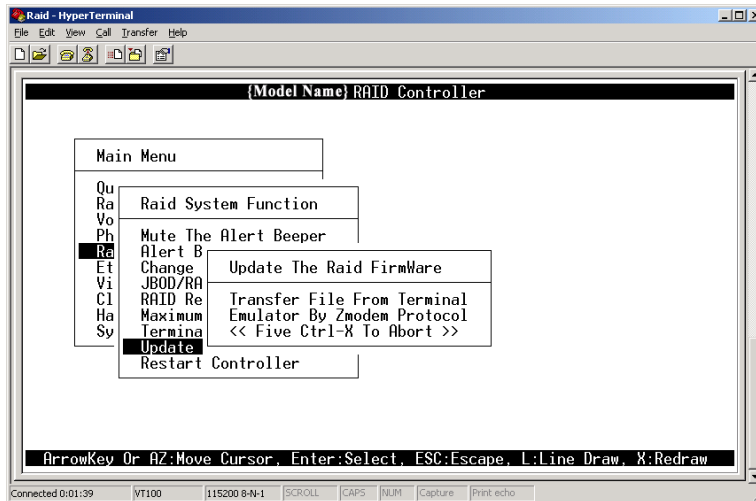 Raid - HyperTerminal
File Edit View Call Transfer Help
{Model Name} RAID Controller
Main Menu
Qu
Ra
Vo
Ph
Ra
Et
Vi
Cl
Ha
Sy
Raid System Function
Mute The Alert Beeper
Alert B
Change
JBOD/RA
RAID Re
Maximum
Termina
Update
Restart Controller
Update The Raid FirmWare
Transfer File From Terminal
Emulator By Zmodem Protocol
<< Five Ctrl-X To Abort >>
ArrowKey Or AZ:Move Cursor, Enter:Select, ESC:Escape, L:Line Draw, X:Redraw
Connected 0:01:39 VT100 115200 8-N-1 SCROLL CAPS NUM Capture Print echo